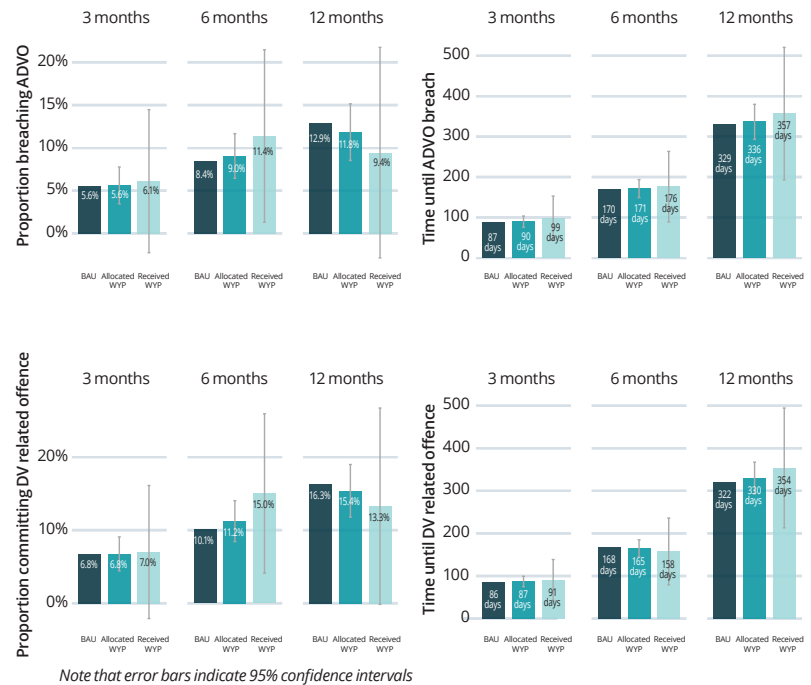 3 months 6 months 12 months
Proportion breaching ADVO
20%
15%
10%
5%
0%
5.6% 5.6% 6.1%
8.4% 9.0% 11.4%
12.9% 11.8% 9.4%
BAU Allocated WYP Received WYP
BAU Allocated WYP Received WYP
BAU Allocated WYP Received WYP
3 months 6 months 12 months
Time until ADVO breach
500
400
300
200
100
0
87 days 90 days 99 days
170 days 171 days 176 days
329 days 336 days 357 days
BAU Allocated WYP Received WYP
BAU Allocated WYP Received WYP
BAU Allocated WYP Received WYP
3 months 6 months 12 months
Proportion committing DV related offence
20%
10%
0%
6.8% 6.8% 7.0%
10.1% 11.2% 15.0%
16.3% 15.4% 13.3%
BAU Allocated WYP Received WYP
BAU Allocated WYP Received WYP
BAU Allocated WYP Received WYP
3 months 6 months 12 months
Time until DV related offence
500
400
300
200
100
0
86 days 87 days 91 days
168 days 165 days 158 days
322 days 330 days 354 days
BAU Allocated WYP Received WYP
BAU Allocated WYP Received WYP
BAU Allocated WYP Received WYP
Note that error bars indicate 95% confidence intervals